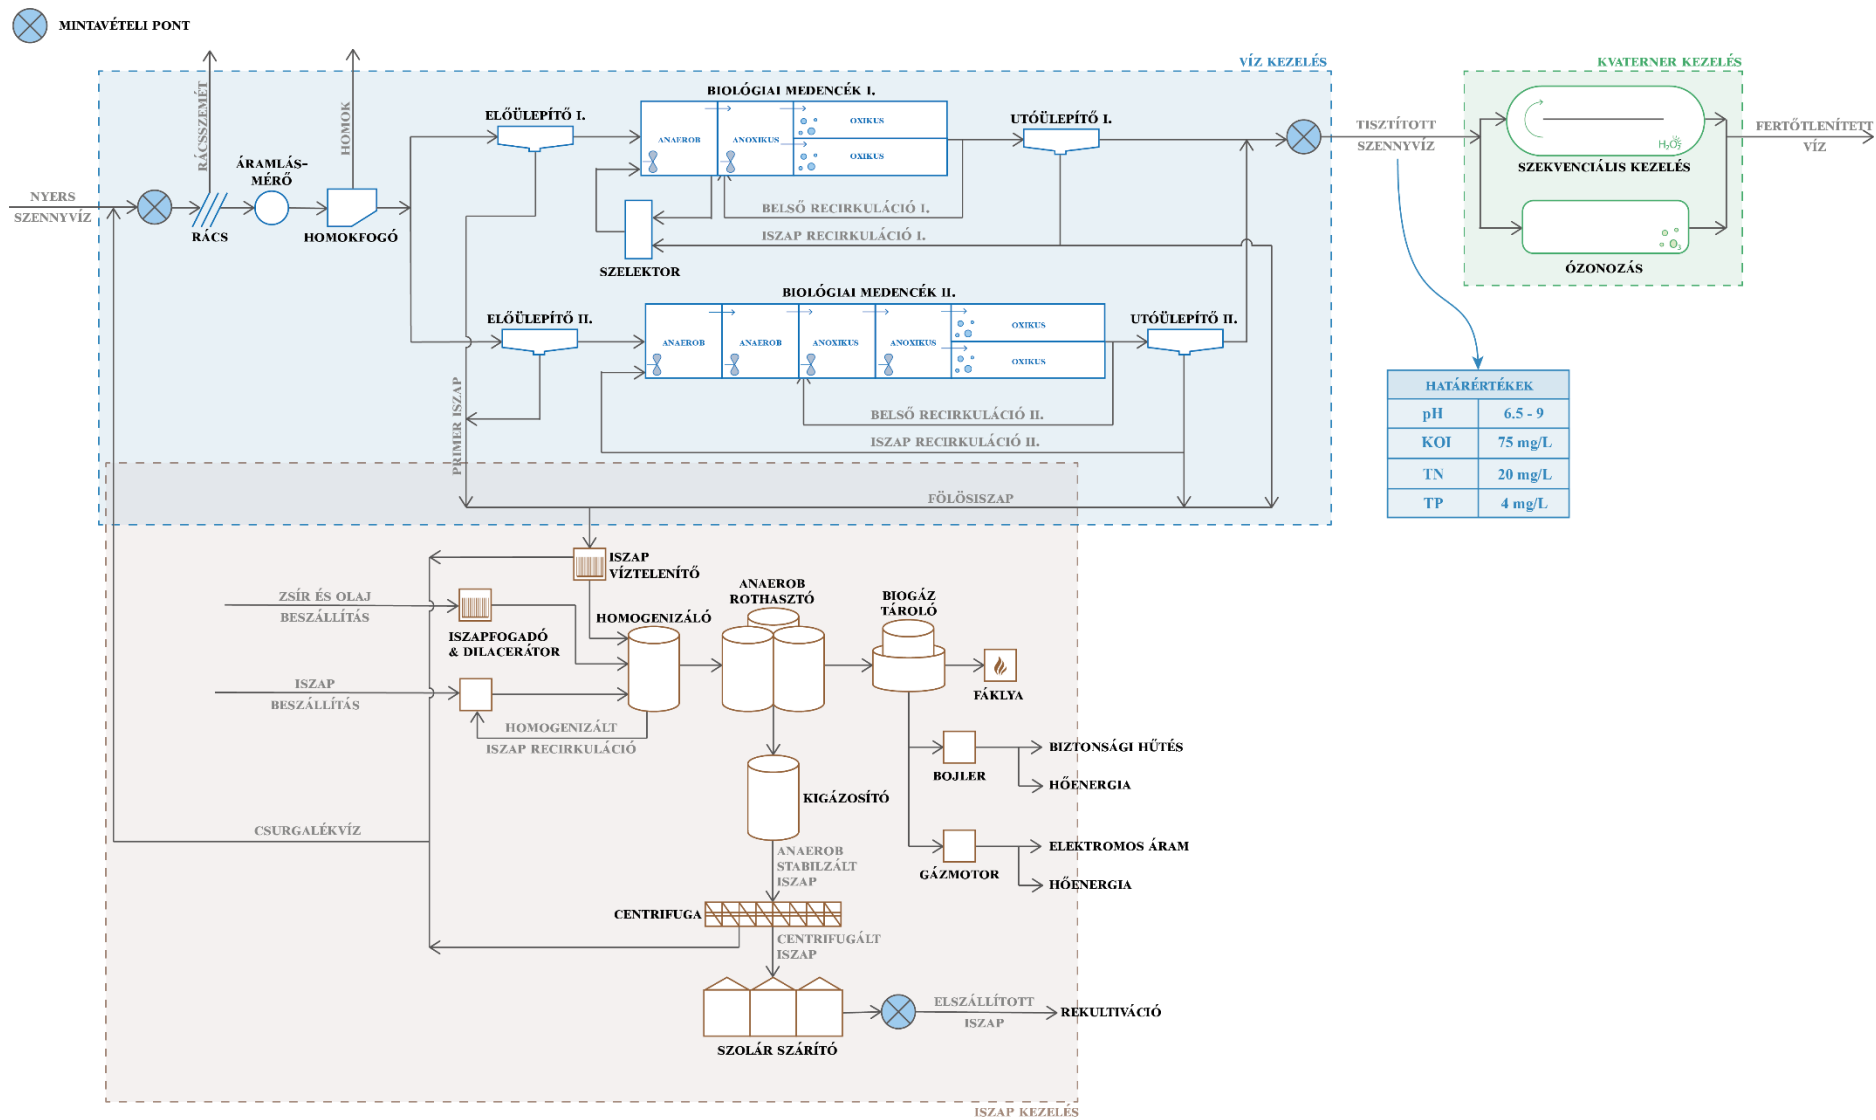 MINTAVÉTELI PONT
VÍZ KEZELÉS
KVATERNER KEZELÉS
RÁCSSZEMÉT
HOMOK
NYERS
SZENNYVÍZ
RÁCS
ÁRAMLÁS-
MÉRŐ
HOMOKFOGÓ
ELŐÜLEPÍTŐ I.
BIOLÓGIAI MEDENCÉK I.
ANAEROB
ANOXIKUS
OXIKUS
OXIKUS
UTÓÜLEPÍTŐ I.
BELSŐ RECIRKULÁCIÓ I.
ISZAP RECIRKULÁCIÓ I.
SZELEKTOR
TISZTÍTOTT
SZENNYVÍZ
SZEKVENCIÁLIS KEZELÉS
ÓZONOZÁS
O₃
FERTŐTLENÍTETT
VÍZ
ELŐÜLEPÍTŐ II.
BIOLÓGIAI MEDENCÉK II.
ANAEROB
ANAEROB
ANOXIKUS
ANOXIKUS
OXIKUS
OXIKUS
UTÓÜLEPÍTŐ II.
BELSŐ RECIRKULÁCIÓ II.
ISZAP RECIRKULÁCIÓ II.
PRIMER ISZAP
FÖLÖSISZAP
HATÁRÉRTÉKEK
pH 6.5 - 9
KOI 75 mg/L
TN 20 mg/L
TP 4 mg/L
ISZAP
VÍZTELENÍTŐ
ZSÍR ÉS OLAJ
BESZÁLLÍTÁS
ISZAPFOGADÓ
& DILACERÁTOR
ISZAP
BESZÁLLÍTÁS
HOMOGENIZÁLT
ISZAP RECIRKULÁCIÓ
HOMOGENIZÁLÓ
ANAEROB
ROTHASZTÓ
BIOGÁZ
TÁROLÓ
FÁKLYA
BOJLER
BIZTONSÁGI HŰTÉS
HŐENERGIA
GÁZMOTOR
ELEKTROMOS ÁRAM
HŐENERGIA
KIGÁZOSÍTÓ
CSURGALÉKVÍZ
ANAEROB
STABILZÁLT
ISZAP
CENTRIFUGA
CENTRIFUGÁLT
ISZAP
SZOLÁR SZÁRÍTÓ
ELSZÁLLÍTOTT
ISZAP
REKULTIVÁCIÓ
ISZAP KEZELÉS